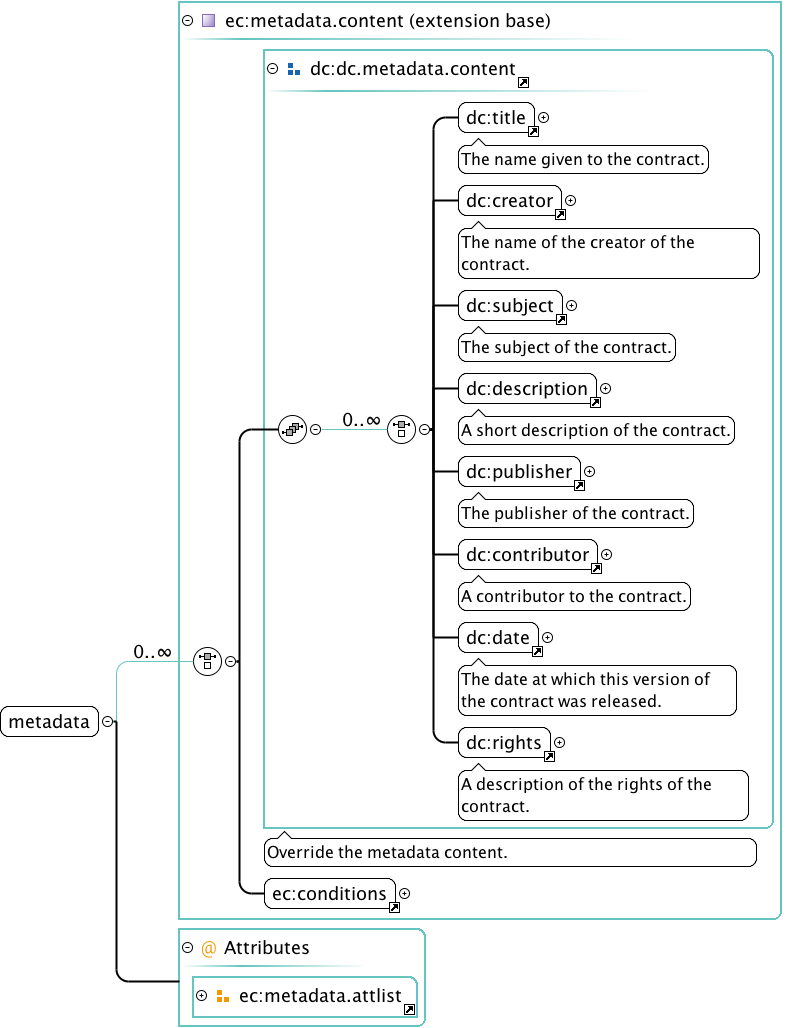 ec:metadata.content (extension base)
dc:dc.metadata.content
dc:title
The name given to the contract.
dc:creator
The name of the creator of the
contract.
dc:subject
The subject of the contract.
dc:description
0..∞
A short description of the contract.
dc:publisher
The publisher of the contract.
dc:contributor
A contributor to the contract.
dc:date
0..∞
The date at which this version of
the contract was released.
metadata
dc:rights
A description of the rights of the
contract.
Override the metadata content.
ec:conditions
@ Attributes
ec:metadata.attlist